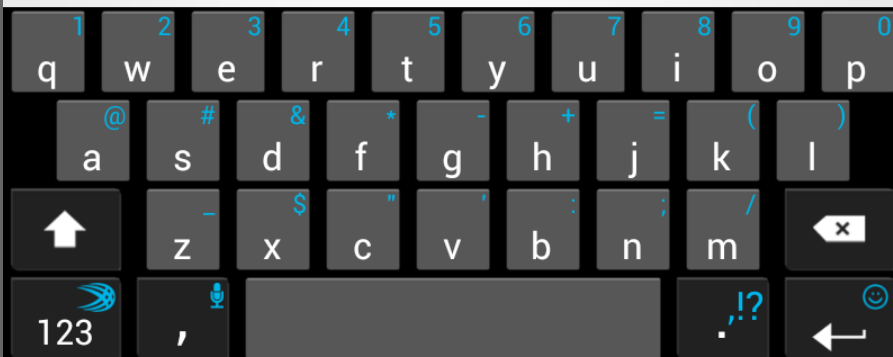 1 2 3 4 5 6 7 8 9 0
q w e r t y u i o p
@ # & * - + = ( )
a s d f g h j k l
_ $ " ' : ; /
z x c v b n m
123 , . ,!?